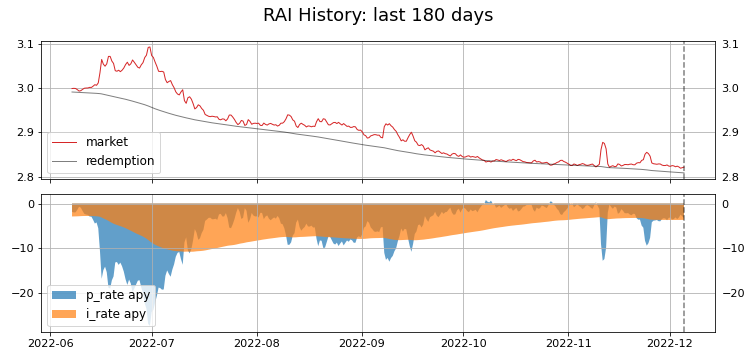 RAI History: last 180 days
3.1 3.1
3.0 3.0
2.9 2.9
2.8 2.8
market
redemption
0 0
−10 −10
−20 −20
p_rate apy
i_rate apy
2022-06 2022-07 2022-08 2022-09 2022-10 2022-11 2022-12